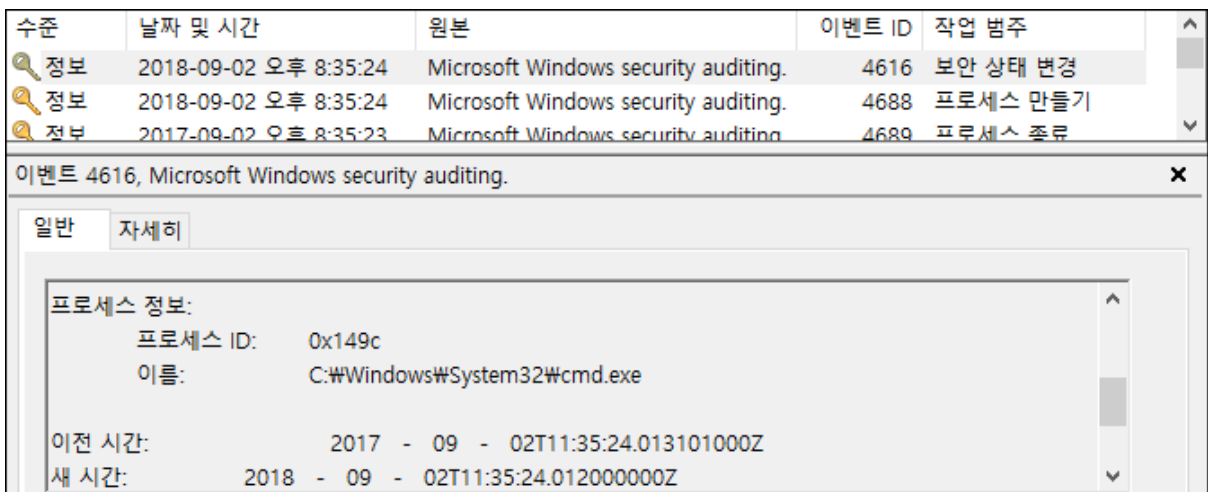 수준 날짜 및 시간 원본 이벤트 ID 작업 범주
정보 2018-09-02 오후 8:35:24 Microsoft Windows security auditing. 4616 보안 상태 변경
정보 2018-09-02 오후 8:35:24 Microsoft Windows security auditing. 4688 프로세스 만들기
정보 2017-09-02 오후 8:35:23 Microsoft Windows security auditing. 4689 프로세스 종료
이벤트 4616, Microsoft Windows security auditing.
일반 자세히
프로세스 정보:
프로세스 ID: 0x149c
이름: C:₩Windows₩System32₩cmd.exe
이전 시간: 2017 - 09 - 02T11:35:24.013101000Z
새 시간: 2018 - 09 - 02T11:35:24.012000000Z